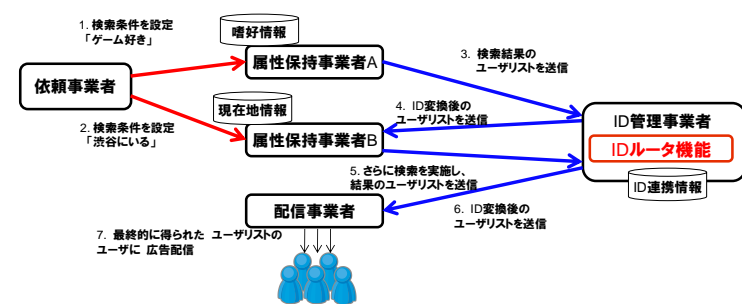 1. 検索条件を設定
「ゲーム好き」
嗜好情報
属性保持事業者A
3. 検索結果の
ユーザリストを送信
依頼事業者
現在地情報
4. ID変換後の
ユーザリストを送信
ID管理事業者
2. 検索条件を設定
「渋谷にいる」
属性保持事業者B
IDルータ機能
5. さらに検索を実施し、
結果のユーザリストを送信
ID連携情報
配信事業者
6. ID変換後の
ユーザリストを送信
7. 最終的に得られた ユーザリストの
ユーザに 広告配信